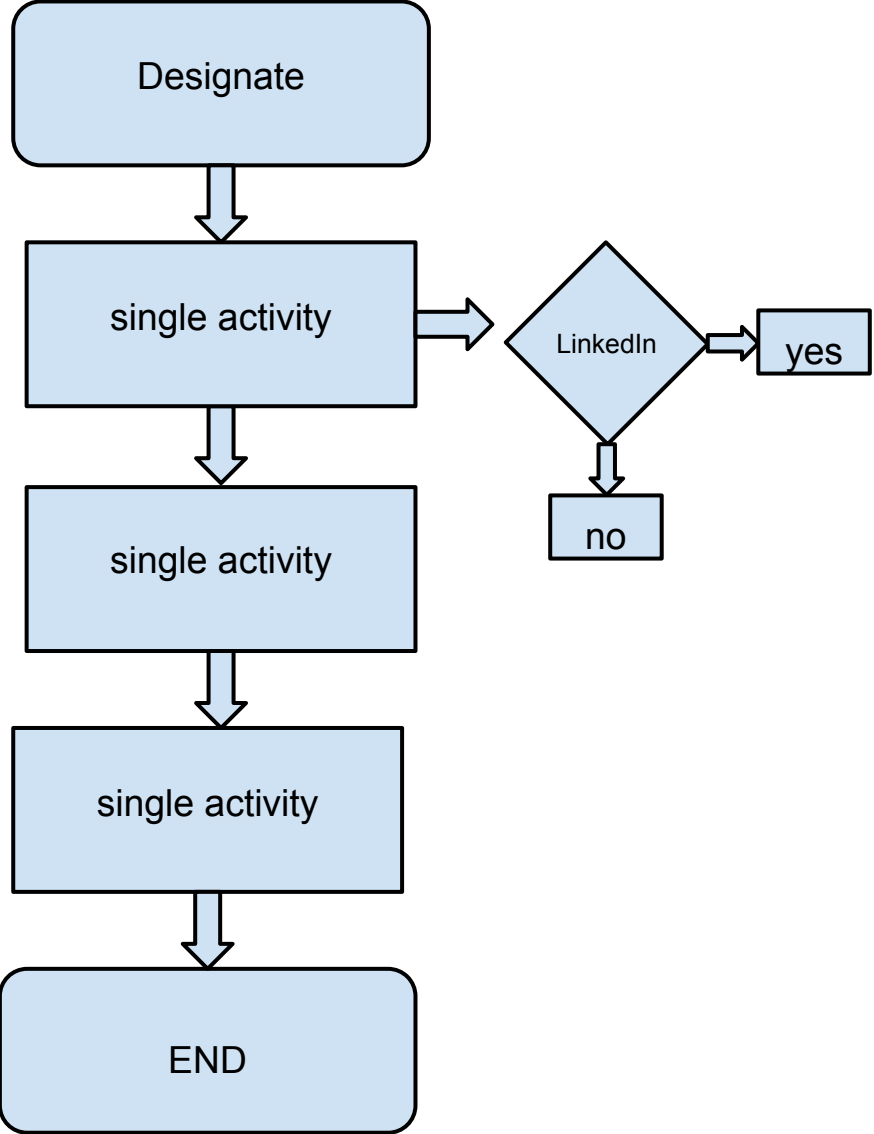 Designate
single activity
LinkedIn
yes
no
single activity
single activity
END